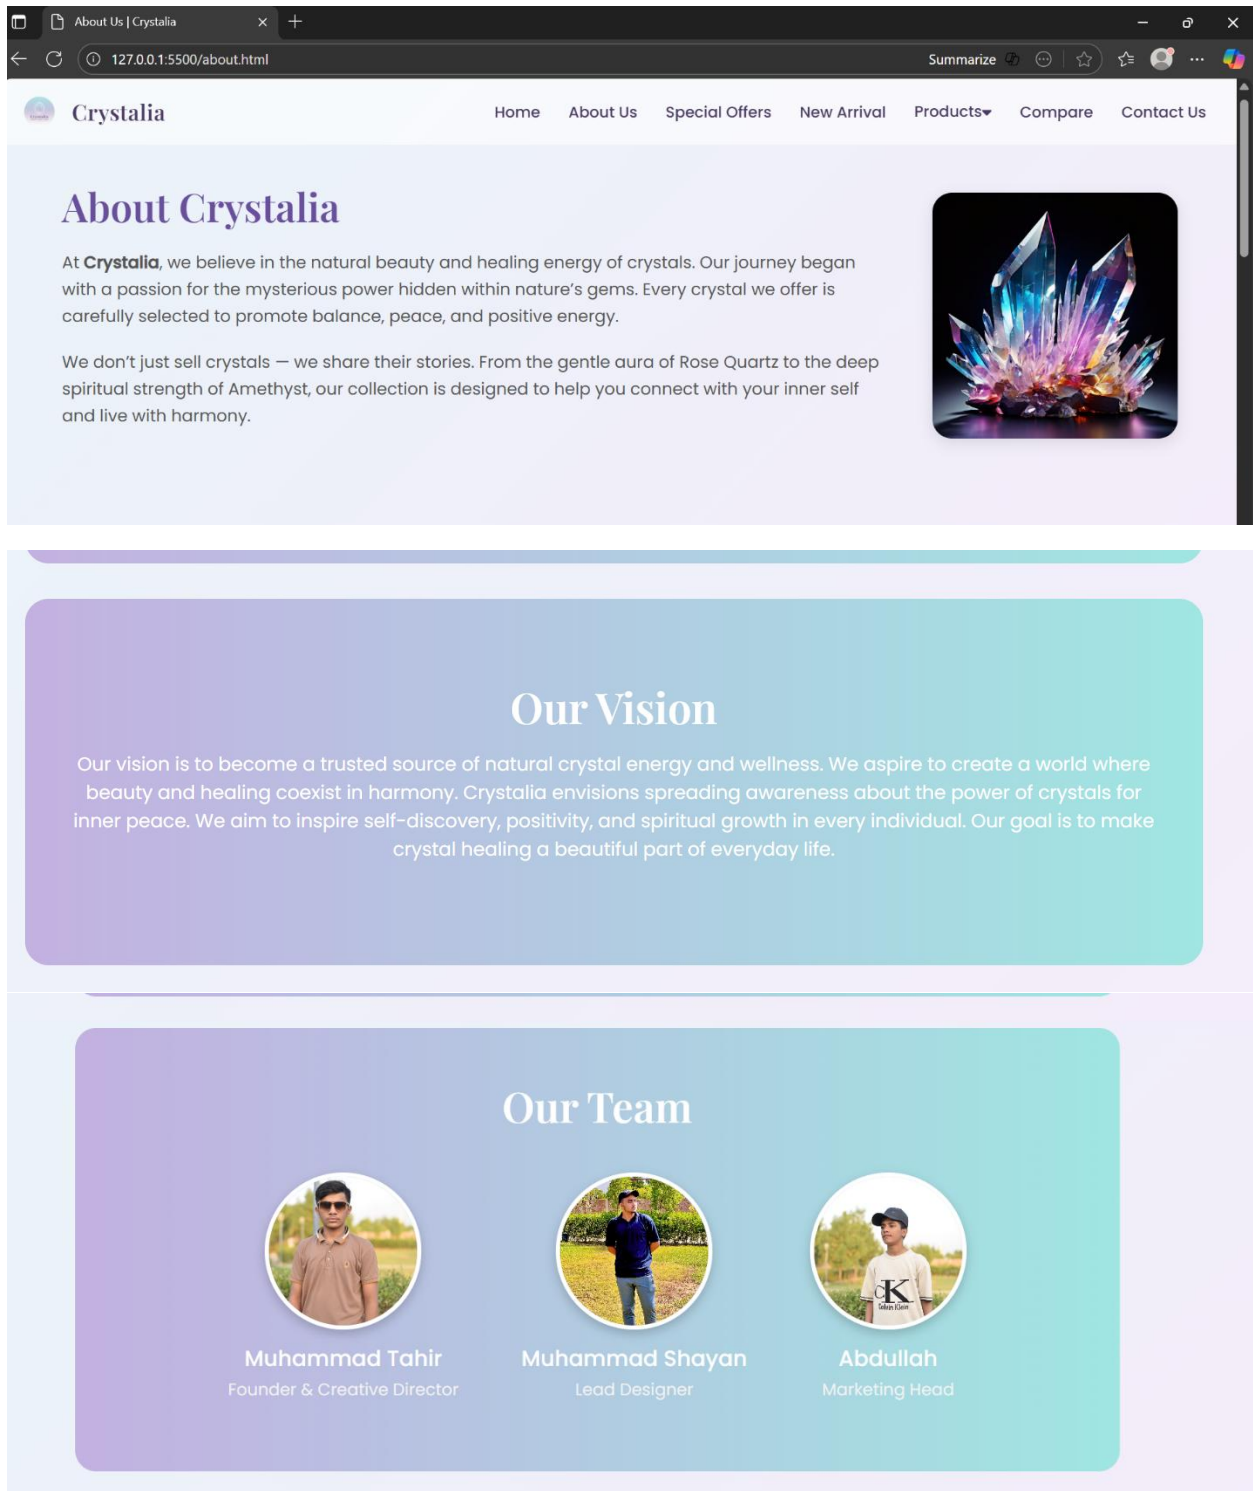 About Us | Crystalia
127.0.0.1:5500/about.html
Summarize
Crystalia
Home About Us Special Offers New Arrival Products Compare Contact Us
About Crystalia
At Crystalia, we believe in the natural beauty and healing energy of crystals. Our journey began
with a passion for the mysterious power hidden within nature’s gems. Every crystal we offer is
carefully selected to promote balance, peace, and positive energy.
We don’t just sell crystals — we share their stories. From the gentle aura of Rose Quartz to the deep
spiritual strength of Amethyst, our collection is designed to help you connect with your inner self
and live with harmony.
Our Vision
Our vision is to become a trusted source of natural crystal energy and wellness. We aspire to create a world where
beauty and healing coexist in harmony. Crystalia envisions spreading awareness about the power of crystals for
inner peace. We aim to inspire self-discovery, positivity, and spiritual growth in every individual. Our goal is to make
crystal healing a beautiful part of everyday life.
Our Team
CK
Calvin Klein
Muhammad Tahir Muhammad Shayan Abdullah
Founder & Creative Director Lead Designer Marketing Head